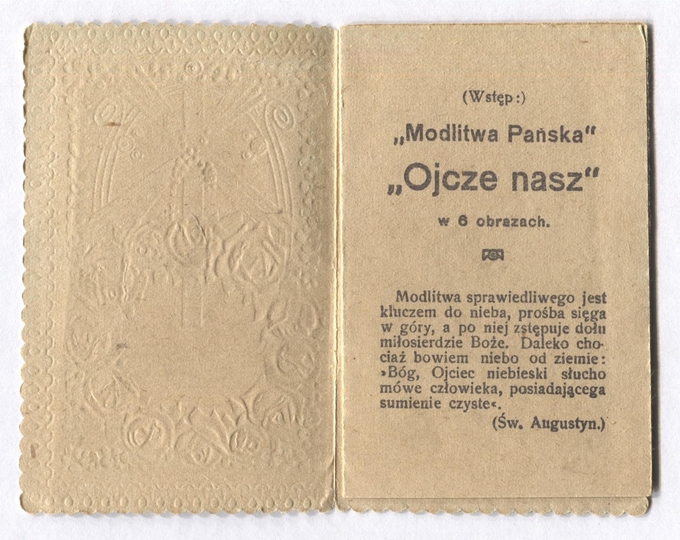 (Wstęp:)
„Modlitwa Pańska“
„Ojcze nasz“
w 6 obrazach.
Modlitwa sprawiedliwego jest
kluczem do nieba, prośba sięga
w góry, a po niej zstępuje dołu
miłosierdzie Boże. Daleko cho-
ciaż bowiem niebo od ziemie:
»Bóg, Ojciec niebieski słucho
mówe człowieka, posiadającega
sumienie czyste«.
(Św. Augustyn.)